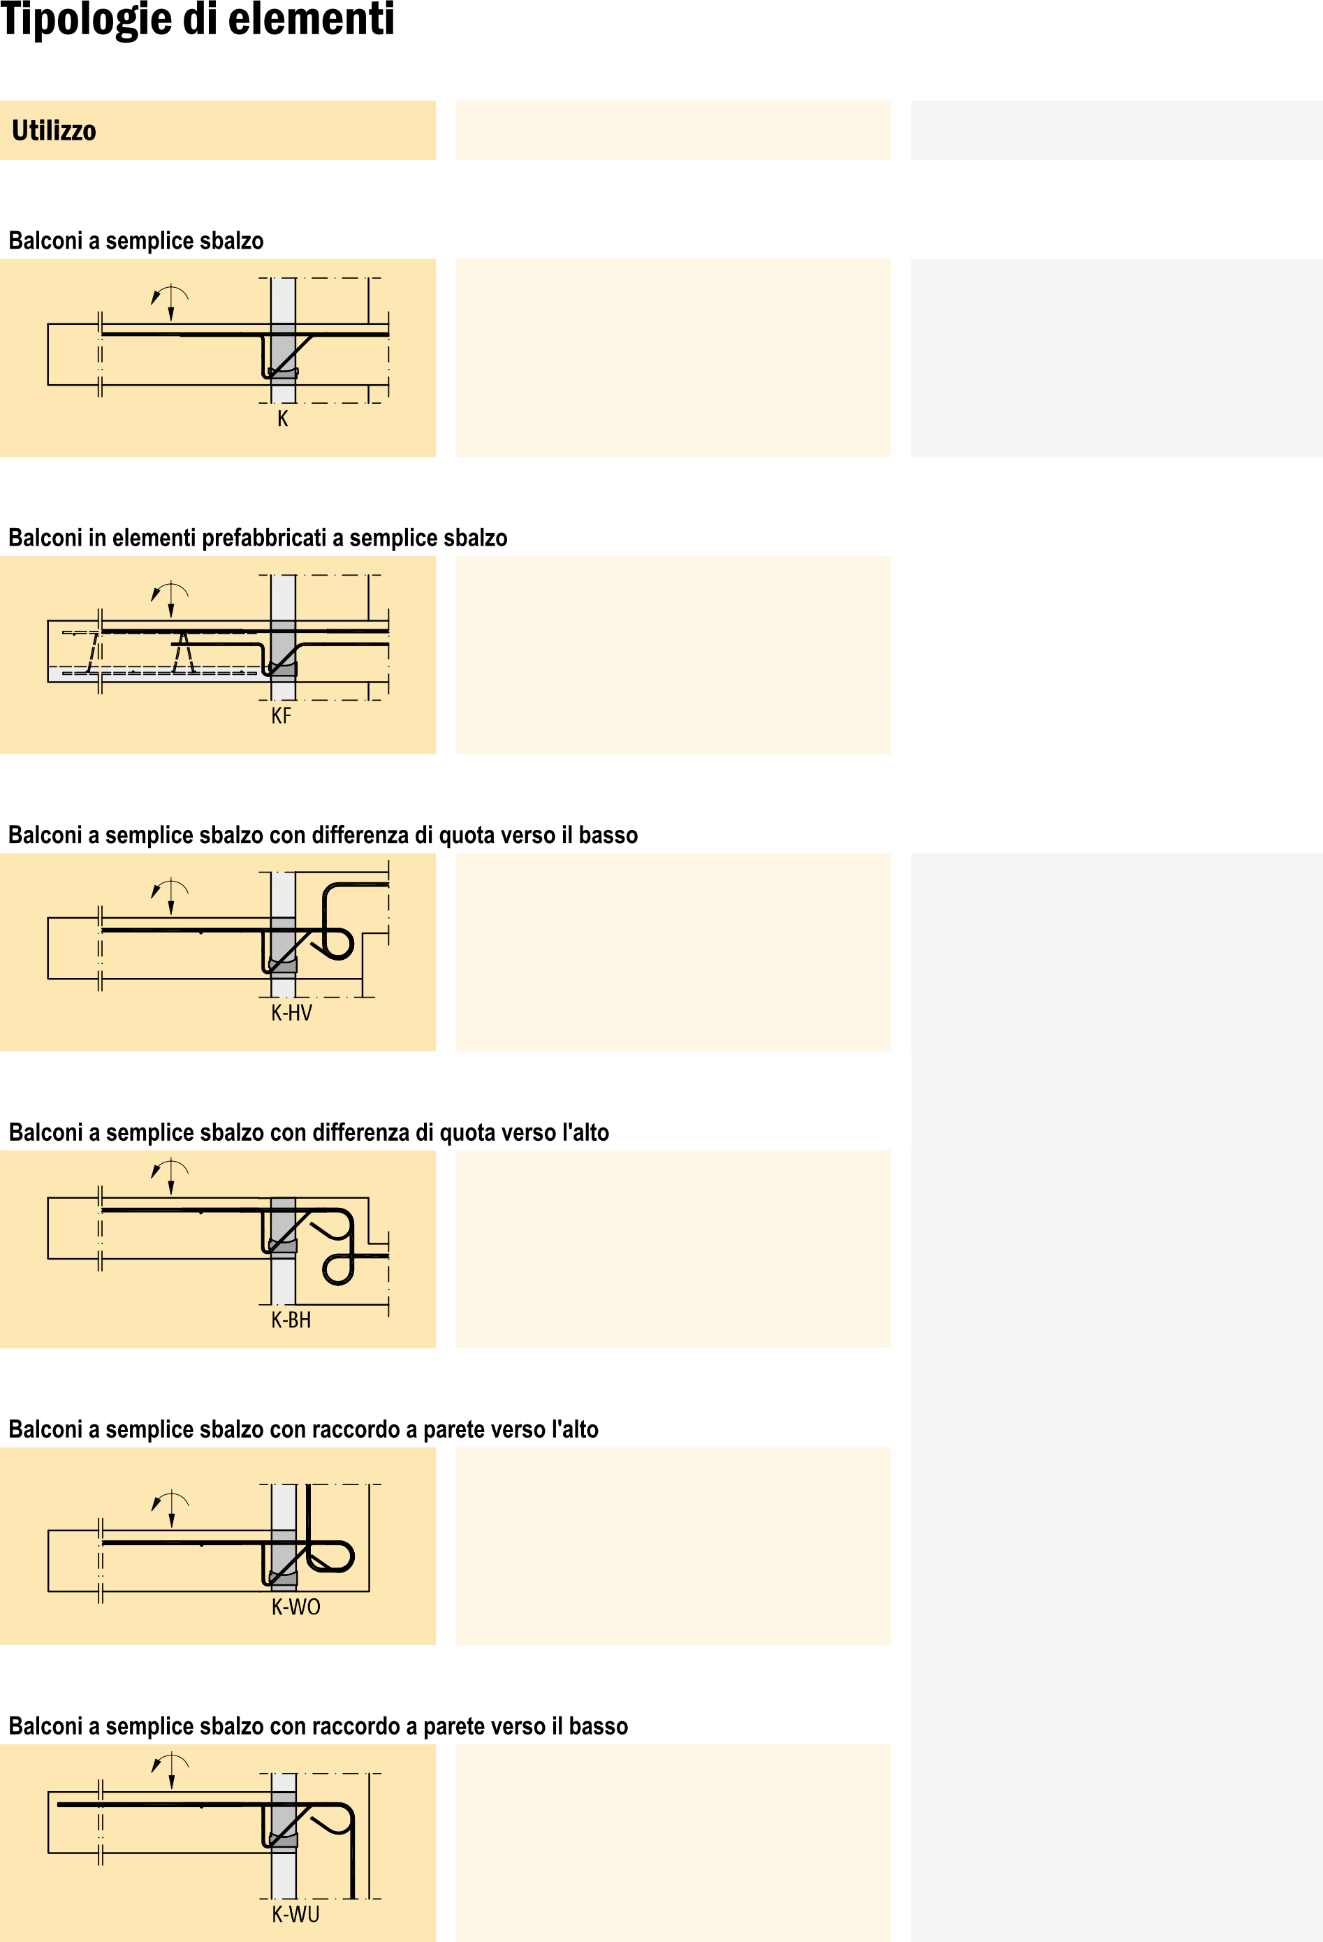 Tipologie di elementi
Utilizzo
Balconi a semplice sbalzo
K
Balconi in elementi prefabbricati a semplice sbalzo
KF
Balconi a semplice sbalzo con differenza di quota verso il basso
K-HV
Balconi a semplice sbalzo con differenza di quota verso l'alto
K-BH
Balconi a semplice sbalzo con raccordo a parete verso l'alto
K-WO
Balconi a semplice sbalzo con raccordo a parete verso il basso
K-WU